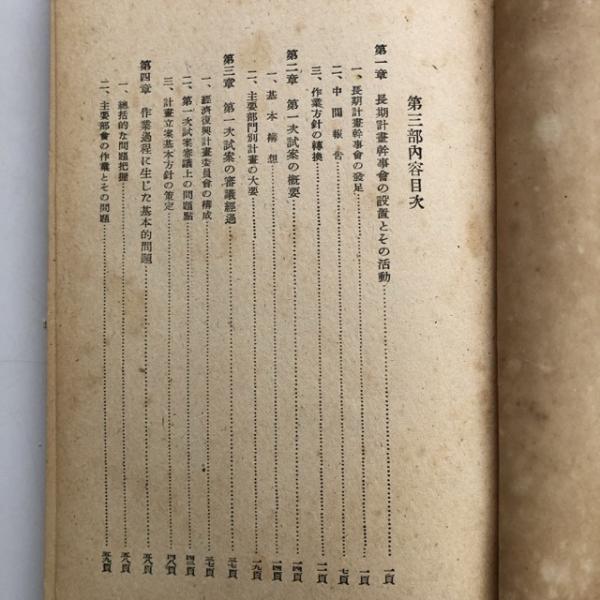 第三部內容目次
第一章 長期計畫幹事會の設置とその活動…一頁
一、長期計畫幹事會の發足…一頁
二、中間報告…七頁
三、作業方針の轉換…一二頁
第二章 第一次試案の概要…一四頁
一、基本構想…一四頁
二、主要部門別計畫の大要…一九頁
第三章 第一次試案の審議經過…三七頁
一、經濟復興計畫委員會の構成…三七頁
二、第一次試案審議上の問題點…四三頁
三、計畫立案基本方針の策定…四八頁
第四章 作業過程に生じた基本的問題…五八頁
一、總括的な問題把握…五八頁
二、主要部會の作業とその問題…五九頁